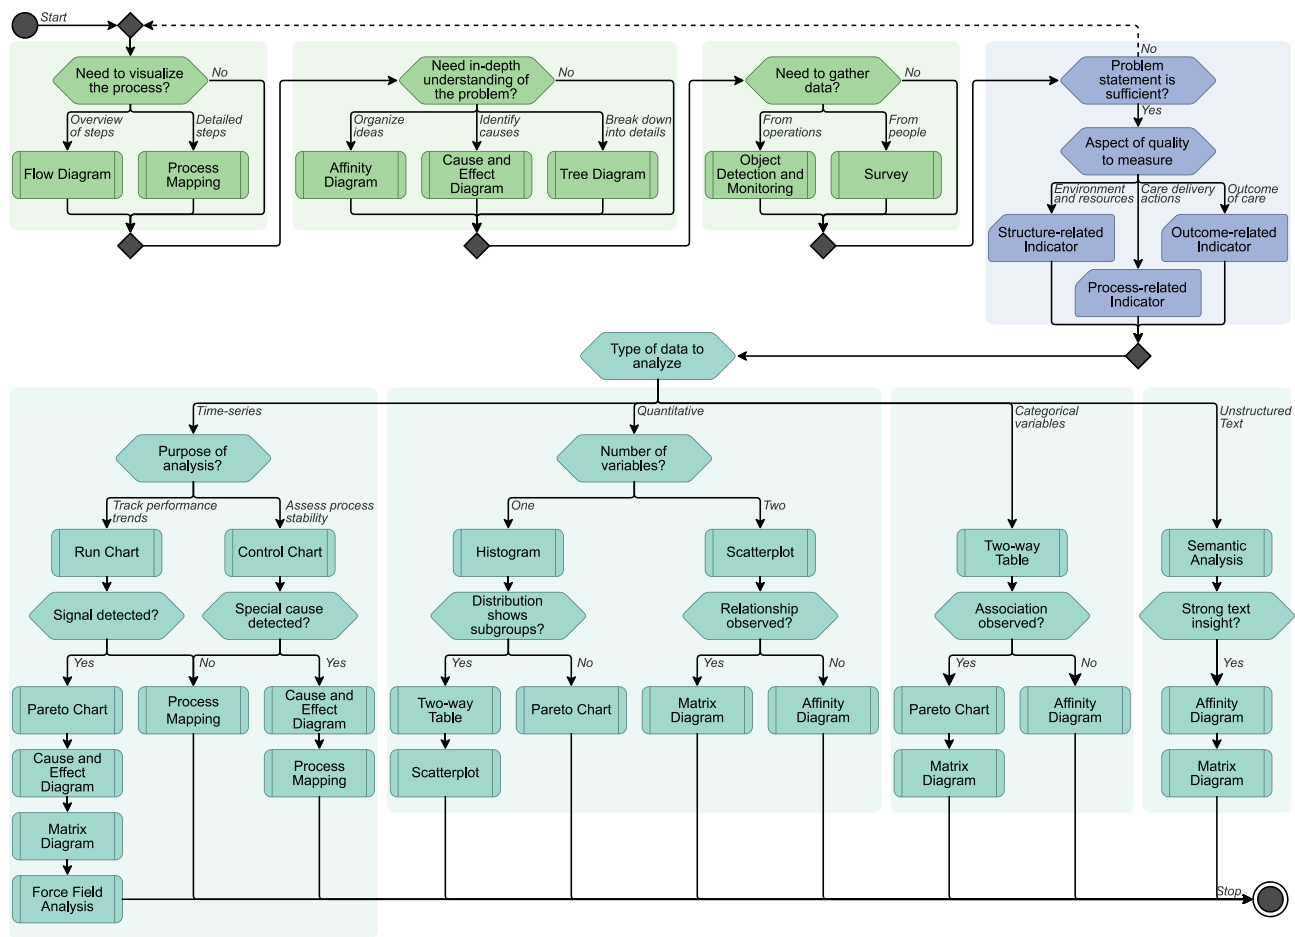 Start
No
Need to visualize
the process?
No
Need in-depth
understanding of
the problem?
No
Need to gather
data?
No
Problem
statement is
sufficient?
Yes
Overview
of steps
Detailed
steps
Organize
ideas
Identify
causes
Break down
into details
From
operations
From
people
Aspect of quality
to measure
Flow Diagram
Process
Mapping
Affinity
Diagram
Cause and
Effect
Diagram
Tree Diagram
Object
Detection and
Monitoring
Survey
Environment
and resources
Care delivery
actions
Outcome
of care
Structure-related
Indicator
Outcome-related
Indicator
Process-related
Indicator
Type of data to
analyze
Time-series
Quantitative
Categorical
variables
Unstructured
Text
Purpose of
analysis?
Number of
variables?
Track performance
trends
Assess process
stability
One
Two
Run Chart
Control Chart
Histogram
Scatterplot
Two-way
Table
Semantic
Analysis
Signal detected?
Special cause
detected?
Distribution
shows
subgroups?
Relationship
observed?
Association
observed?
Strong text
insight?
Yes
No
Yes
Yes
No
Yes
No
Yes
No
Yes
Pareto Chart
Process
Mapping
Cause and
Effect
Diagram
Two-way
Table
Pareto Chart
Matrix
Diagram
Affinity
Diagram
Pareto Chart
Affinity
Diagram
Affinity
Diagram
Cause and
Effect
Diagram
Process
Mapping
Scatterplot
Matrix
Diagram
Matrix
Diagram
Matrix
Diagram
Force Field
Analysis
Stop